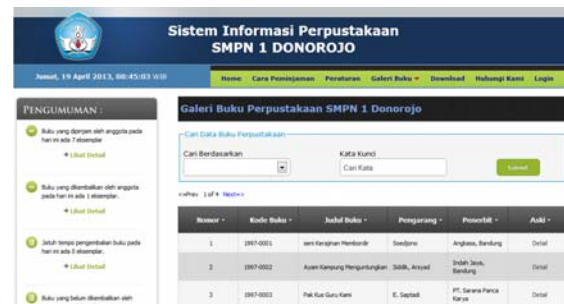 Sistem Informasi Perpustakaan
SMPN 1 DONOROJO
Jumat, 19 April 2013, 00:45:03 WIB
Home Cara Peminjaman Peraturan Galeri Buku Download Hubungi Kami Login
PENGUMUMAN :
Buku yang dipinjam oleh anggota pada
hari ini ada 7 eksemplar.
Lihat Detail
Buku yang dikembalikan oleh anggota
pada hari ini ada 1 eksemplar.
Lihat Detail
Jatuh tempo pengembalian buku pada
hari ini ada 0 eksemplar.
Lihat Detail
Buku yang belum dikembalikan oleh
Galeri Buku Perpustakaan SMPN 1 Donorojo
Cari Data Buku Perpustakaan
Cari Berdasarkan Kata Kunci
Cari Kata Submit
<<Prev 1 of 4 Next>>
Nomor Kode Buku Judul Buku Pengarang Penerbit Aski
1 1997-0001 seni Kerajinan Membordir Soedjono Angkasa, Bandung Detail
2 1997-0002 Ayam Kampung Menguntungkan Siddik, Arsyad Indah Jaya, Bandung Detail
3 1997-0003 Pak Kus Guru Kami E. Saptadi PT. Sarana Panca Karya Detail